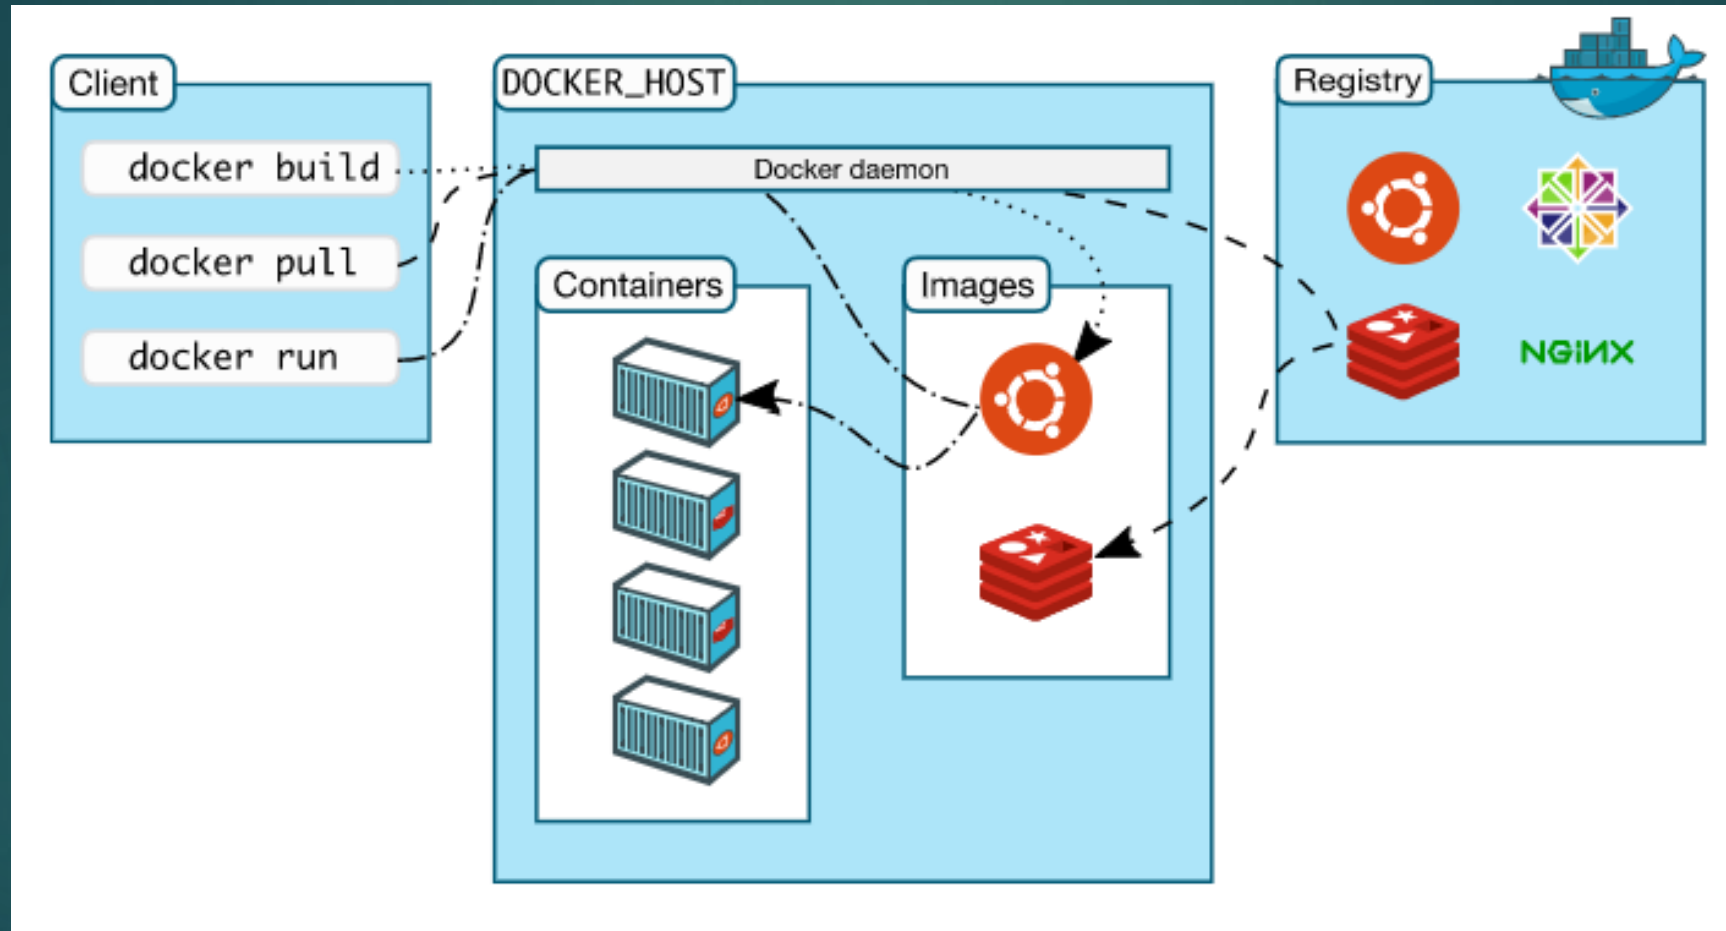 Client
docker build
docker pull
docker run
DOCKER_HOST
Docker daemon
Containers
Images
Registry
NGiNX